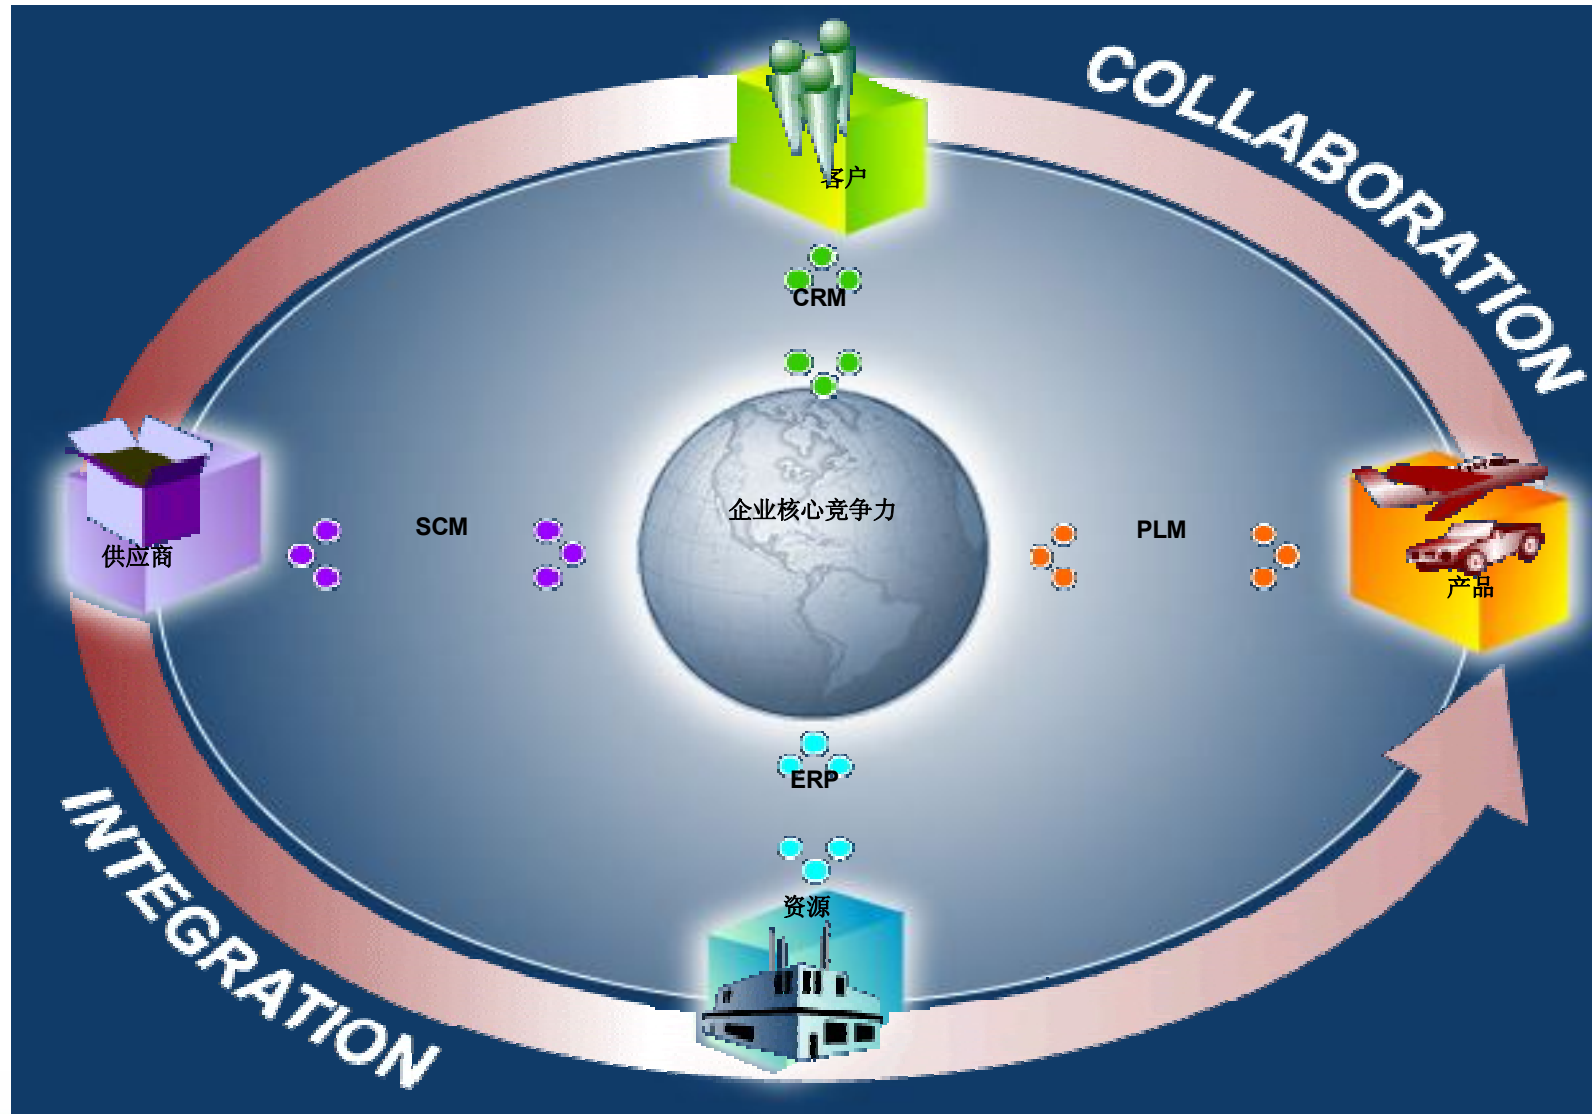 COLLABORATION
客户
CRM
企业核心竞争力
SCM
PLM
供应商
产品
ERP
INTEGRATION
资源